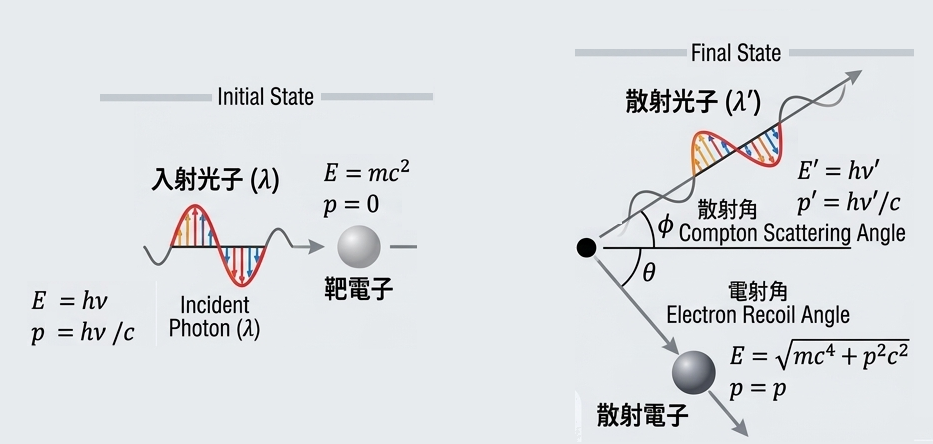 Initial State
入射光子 (λ)
E = mc²
p = 0
靶電子
E = hν
p = hν /c
Incident
Photon (λ)
Final State
散射光子 (λ′)
E′ = hν′
p′ = hν′/c
散射角
ϕ Compton Scattering Angle
θ
電射角
Electron Recoil Angle
E = √mc⁴ + p²c²
p = p
散射電子